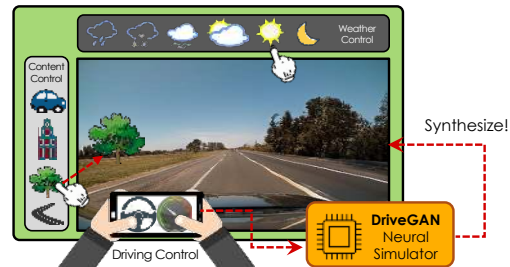 Weather
Control
Content
Control
Synthesize!
DriveGAN
Neural
Simulator
Driving Control